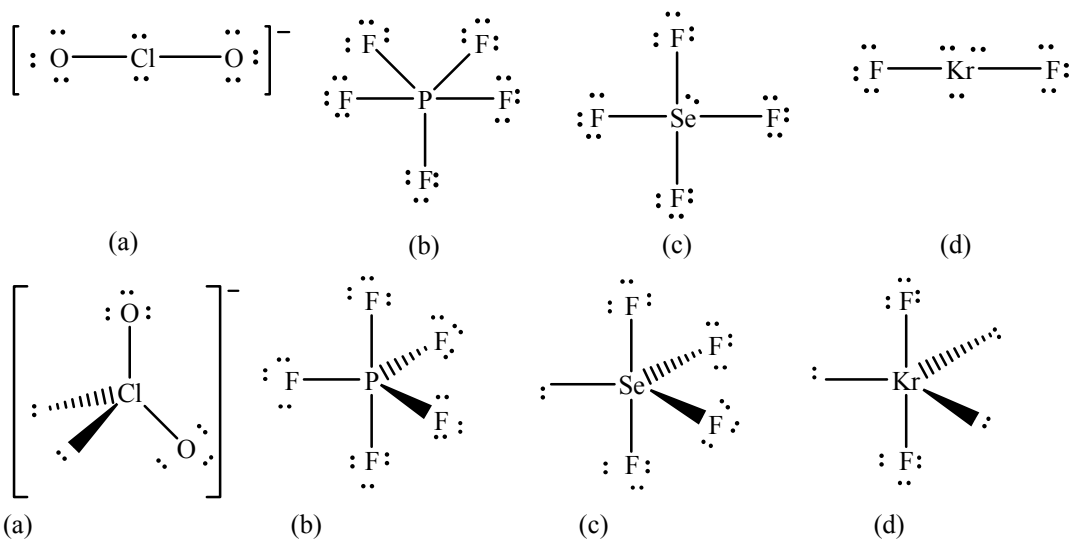 [ O Cl O ]−
F F F P F F
F F Se F F
F Kr F
(a) (b) (c) (d)
[ O Cl O ]−
F F F P F F
F F Se F F
F Kr F
(a) (b) (c) (d)